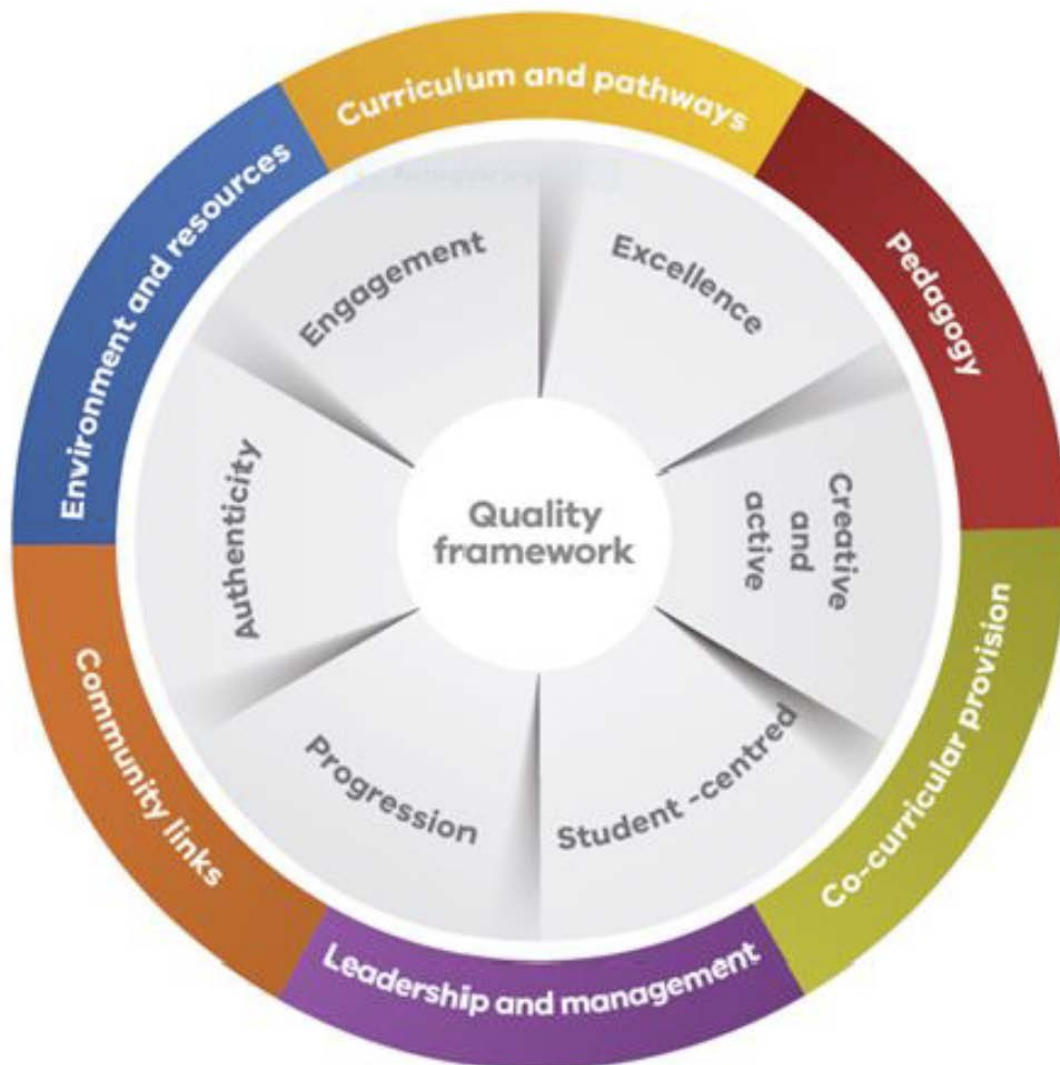 Curriculum and pathways
Pedagogy
Co-curricular provision
Leadership and management
Community links
Environment and resources
Engagement
Excellence
Creative
and
active
Student -centred
Progression
Authenticity
Quality
framework